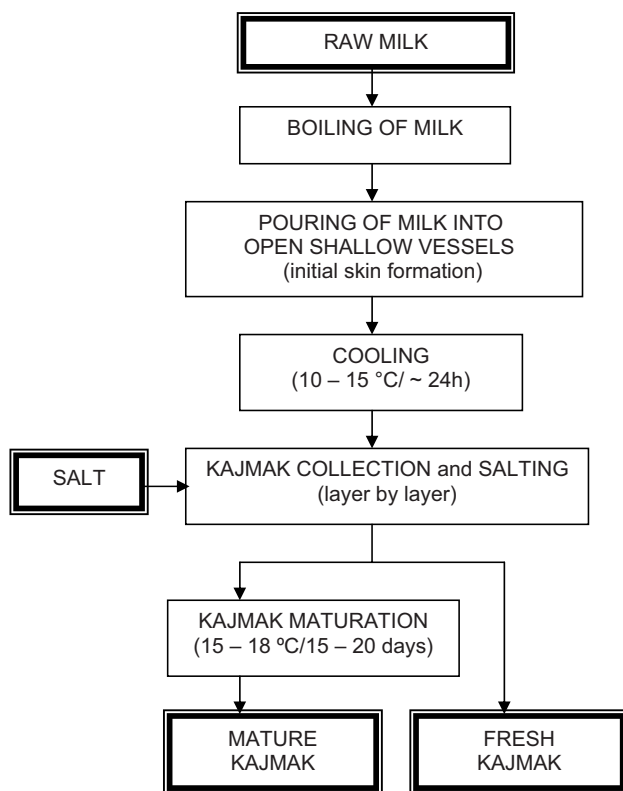 RAW MILK
BOILING OF MILK
POURING OF MILK INTO
OPEN SHALLOW VESSELS
(initial skin formation)
COOLING
(10 – 15 °C/ ~ 24h)
SALT
KAJMAK COLLECTION and SALTING
(layer by layer)
KAJMAK MATURATION
(15 – 18 ºC/15 – 20 days)
MATURE
KAJMAK
FRESH
KAJMAK